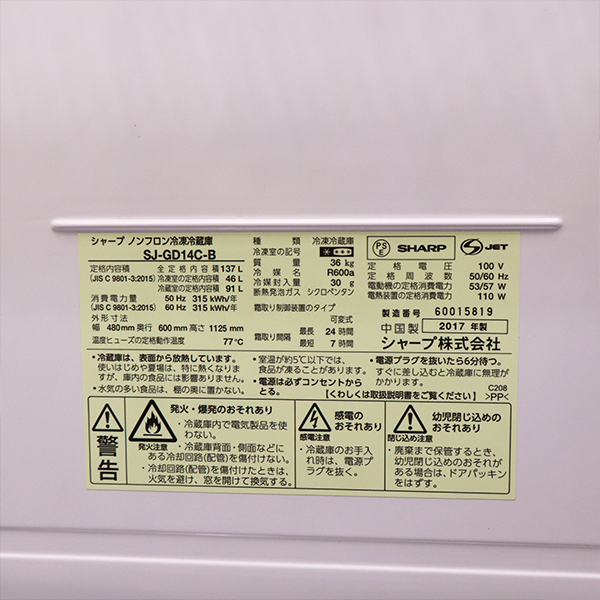 シャープ ノンフロン冷凍冷蔵庫
SJ-GD14C-B
定格内容積 全定格内容積 137 L
(JIS C 9801-3:2015) 冷凍室の定格内容積 46 L
冷蔵室の定格内容積 91 L
消費電力量 50 Hz 315 kWh/年
(JIS C 9801-3:2015) 60 Hz 315 kWh/年
外形寸法
幅 480mm 奥行 600 mm 高さ 1125 mm
温度ヒューズの定格動作温度 77℃
種類 冷凍冷蔵庫
冷凍室の記号
質量 36 kg
冷媒 R600a
冷媒封入量 30 g
断熱発泡ガス シクロペンタン
霜取り制御装置のタイプ
可変式
霜取り間隔 最長 24 時間
最短 7 時間
PSE SHARP S JET
定格電圧 100 V
定格周波数 50/60 Hz
電動機の定格消費電力 53/57 W
電熱装置の定格消費電力 110 W
製造番号 60015819
中国製 2017 年製
シャープ株式会社
・冷蔵庫は、表面から放熱しています。
使いはじめや夏場は、特に熱くなりま
すが、庫内の食品には影響ありません。
・水気の多い食品は、棚の奥に置かない。
・室温が約5℃以下では、
食品が凍ることがあります。
・電源は必ずコンセントから
とる。
・電源プラグを抜いたら6分待つ。
すぐに差し込むと冷蔵庫に無理が
かかります。
【くわしくは取扱説明書をご覧ください】
C208
>PP<
警告
発火注意
発火・爆発のおそれあり
・冷蔵庫内で電気製品を使
わない。
・冷蔵庫背面・側面などに
ある冷却回路(配管)を傷付けない。
・冷却回路(配管)を傷付けたときは、
火気を避け、窓を開けて換気する。
感電注意
感電の
おそれあり
・冷蔵庫のお手入
れ時は、電源プラ
グを抜く。
閉じ込め注意
幼児閉じ込めの
おそれあり
・廃棄まで保管するとき、
幼児閉じ込めのおそれが
ある場合は、ドアパッキン
をはずす。